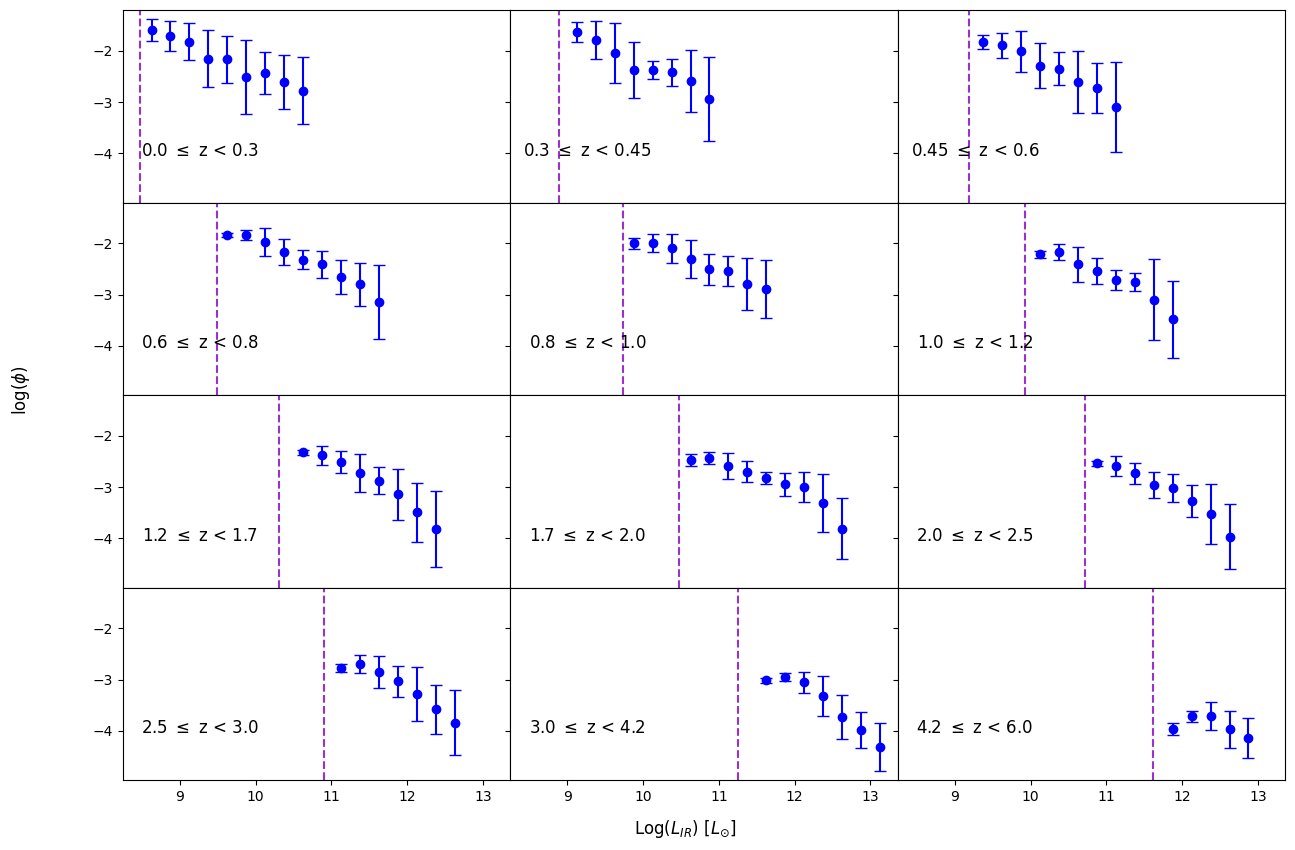 −2
−3
−4
0.0 ≤ z < 0.3
0.3 ≤ z < 0.45
0.45 ≤ z < 0.6
−2
−3
−4
0.6 ≤ z < 0.8
0.8 ≤ z < 1.0
1.0 ≤ z < 1.2
log(ϕ)
−2
−3
−4
1.2 ≤ z < 1.7
1.7 ≤ z < 2.0
2.0 ≤ z < 2.5
−2
−3
−4
2.5 ≤ z < 3.0
3.0 ≤ z < 4.2
4.2 ≤ z < 6.0
9 10 11 12 13
9 10 11 12 13
9 10 11 12 13
Log(L_{IR}) [L_⊙]